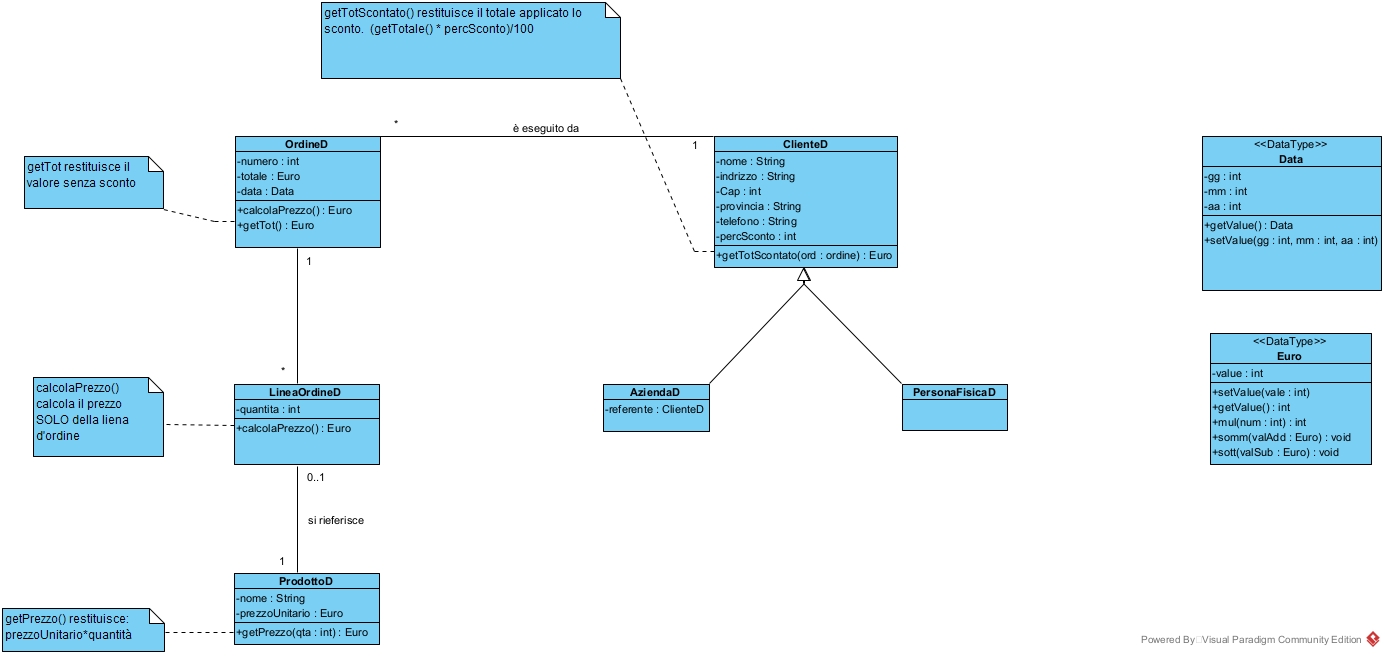 getTotScontato() restituisce il totale applicato lo
sconto. (getTotale() * percSconto)/100
*
è eseguito da
1
OrdineD
-numero : int
-totale : Euro
-data : Data
+calcolaPrezzo() : Euro
+getTot() : Euro
getTot restituisce il
valore senza sconto
ClienteD
-nome : String
-indrizzo : String
-Cap : int
-provincia : String
-telefono : String
-percSconto : int
+getTotScontato(ord : ordine) : Euro
<<DataType>>
Data
-gg : int
-mm : int
-aa : int
+getValue() : Data
+setValue(gg : int, mm : int, aa : int)
1
*
calcolaPrezzo()
calcola il prezzo
SOLO della liena
d'ordine
LineaOrdineD
-quantita : int
+calcolaPrezzo() : Euro
AziendaD
-referente : ClienteD
PersonaFisicaD
<<DataType>>
Euro
-value : int
+setValue(vale : int)
+getValue() : int
+mul(num : int) : int
+somm(valAdd : Euro) : void
+sott(valSub : Euro) : void
0..1
si rieferisce
1
ProdottoD
-nome : String
-prezzoUnitario : Euro
+getPrezzo(qta : int) : Euro
getPrezzo() restituisce:
prezzoUnitario*quantità
Powered By Visual Paradigm Community Edition